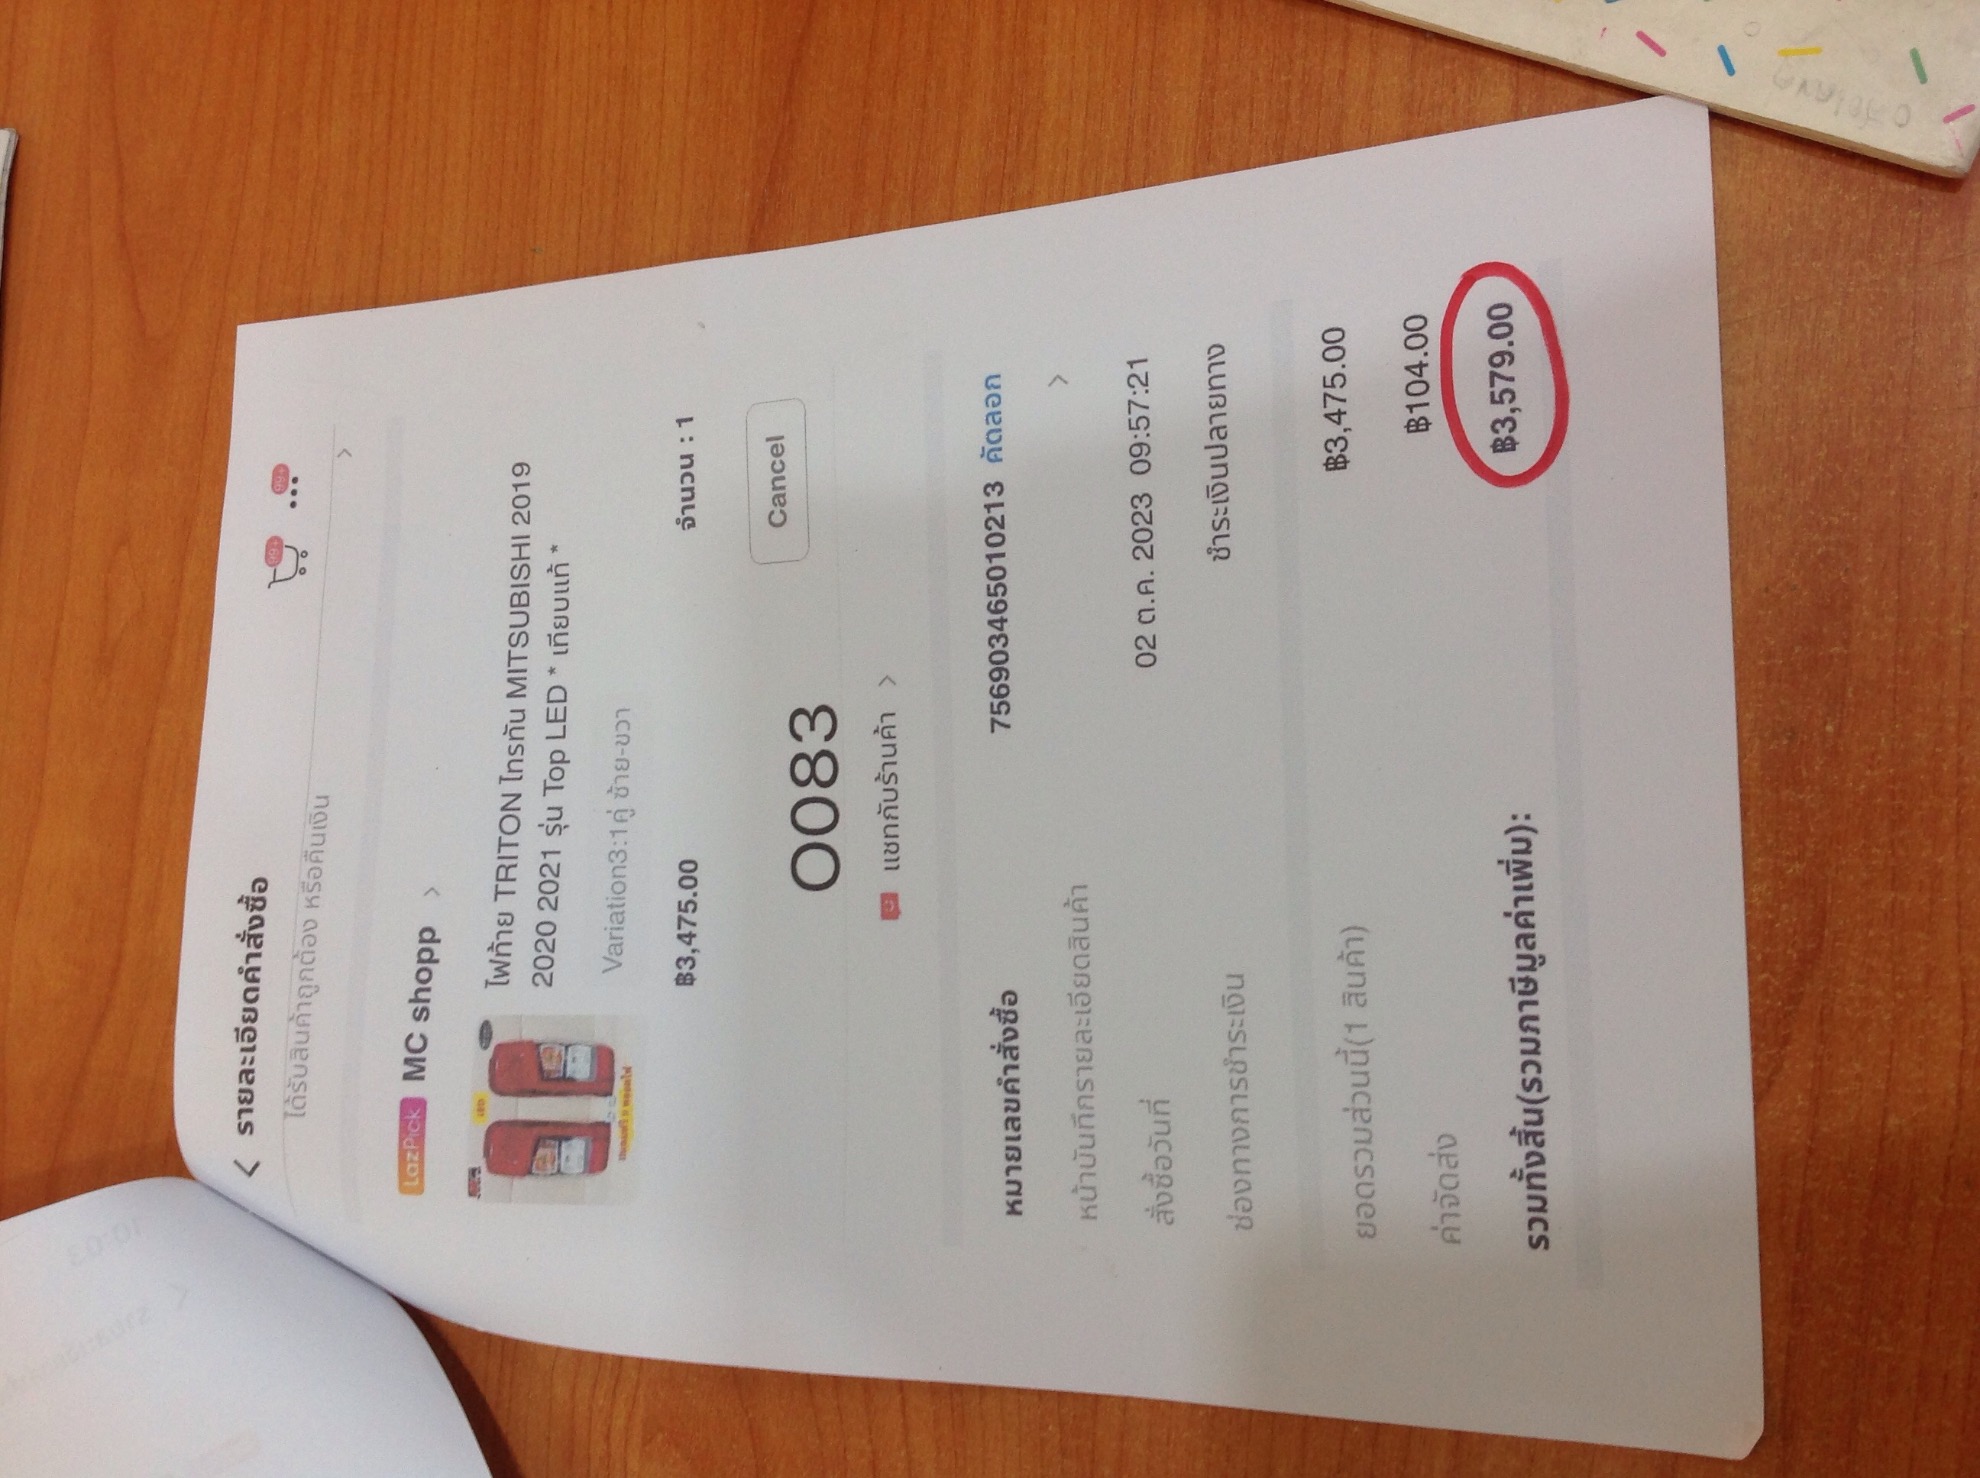 รายละเอียดคำสั่งซื้อ
99+
99+
ได้รับสินค้าถูกต้อง หรือคืนเงิน
LazPick MC shopp
ไฟท้าย TRITON ไทรทัน MITSUBISHI 2019
2020 2021 รุ่น Top LED * เทียบแท้ *
Variation3:1คู่ ซ้าย-ขวา
฿3,475.00 จำนวน : 1
Cancel
0083
แชทกับร้านค้า
หมายเลขคำสั่งซื้อ 756903465010213 คัดลอก
หน้าบันทึกรายละเอียดสินค้า
สั่งซื้อวันที่ 02 ต.ค. 2023 09:57:21
ช่องทางการชำระเงิน ชำระเงินปลายทาง
ยอดรวมส่วนนี้(1 สินค้า) ฿3,475.00
ค่าจัดส่ง ฿104.00
รวมทั้งสิ้น(รวมภาษีมูลค่าเพิ่ม): ฿3,579.00